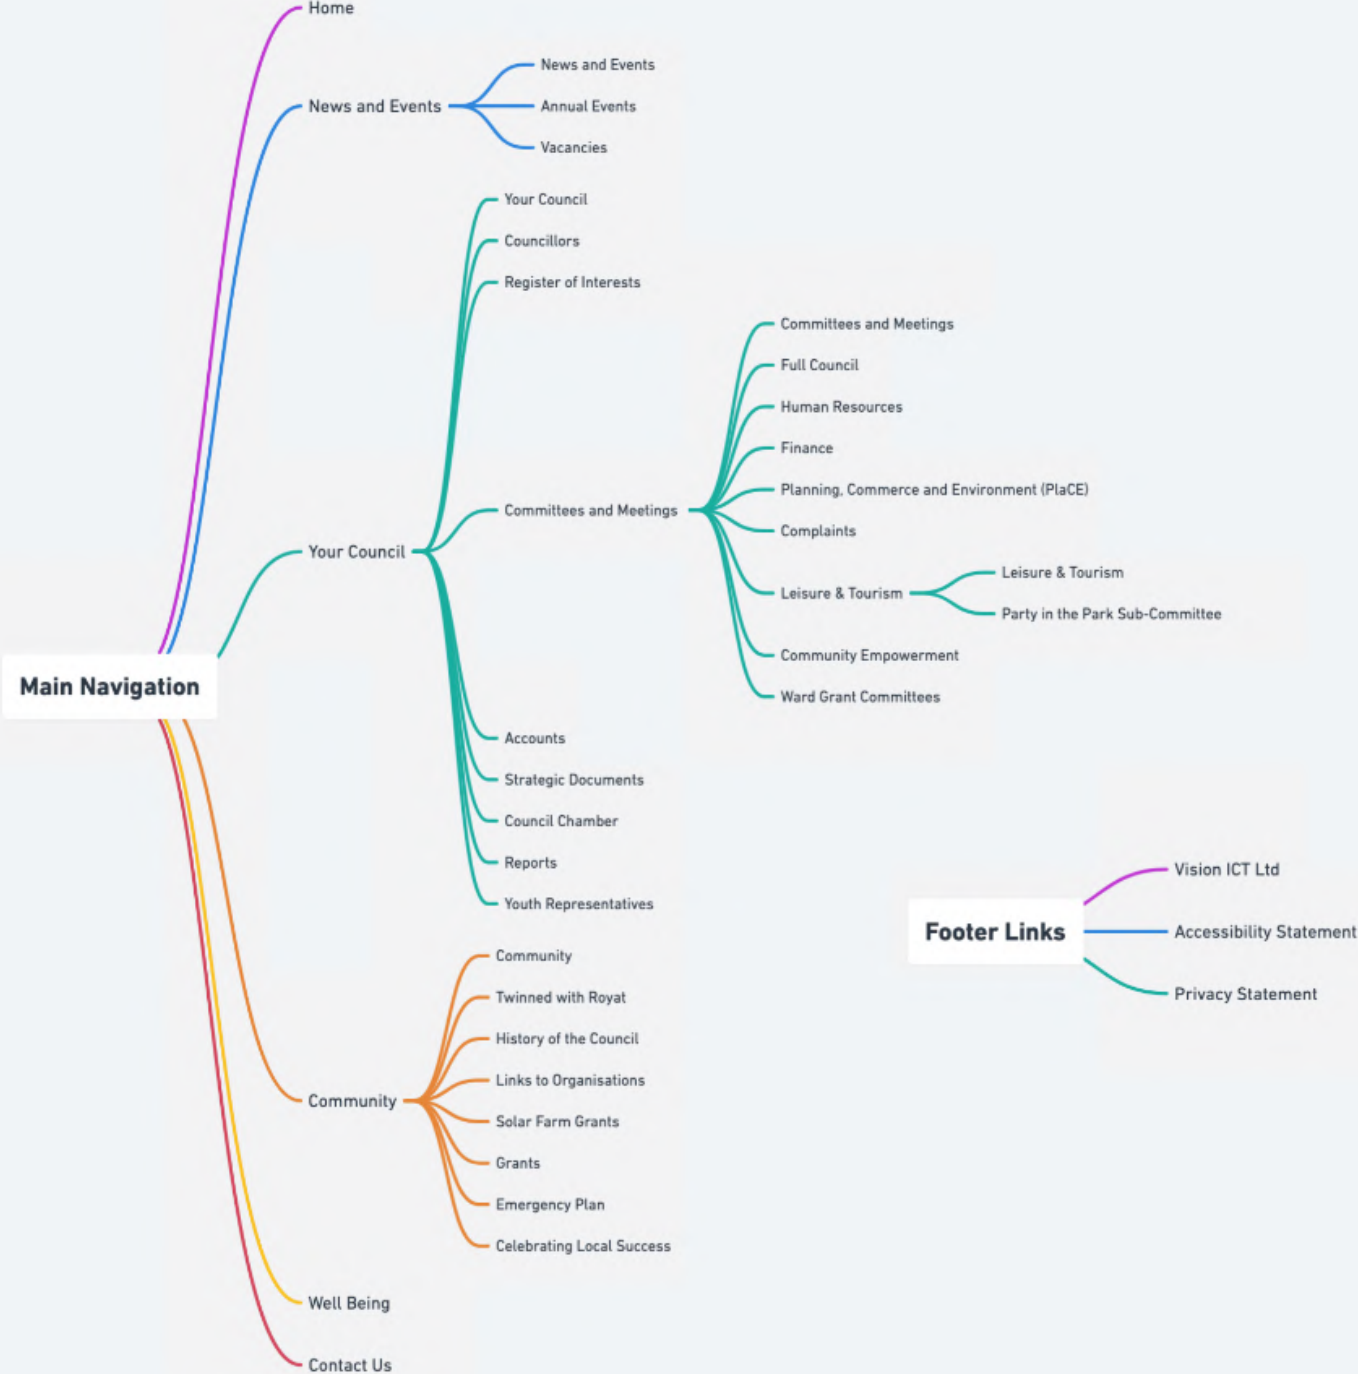 Home
News and Events
News and Events
Annual Events
Vacancies
Your Council
Councillors
Register of Interests
Committees and Meetings
Full Council
Human Resources
Finance
Planning, Commerce and Environment (PlaCE)
Committees and Meetings
Complaints
Your Council
Leisure & Tourism
Leisure & Tourism
Party in the Park Sub-Committee
Community Empowerment
Main Navigation
Ward Grant Committees
Accounts
Strategic Documents
Council Chamber
Reports
Youth Representatives
Vision ICT Ltd
Footer Links
Accessibility Statement
Privacy Statement
Community
Twinned with Royat
History of the Council
Links to Organisations
Community
Solar Farm Grants
Grants
Emergency Plan
Celebrating Local Success
Well Being
Contact Us